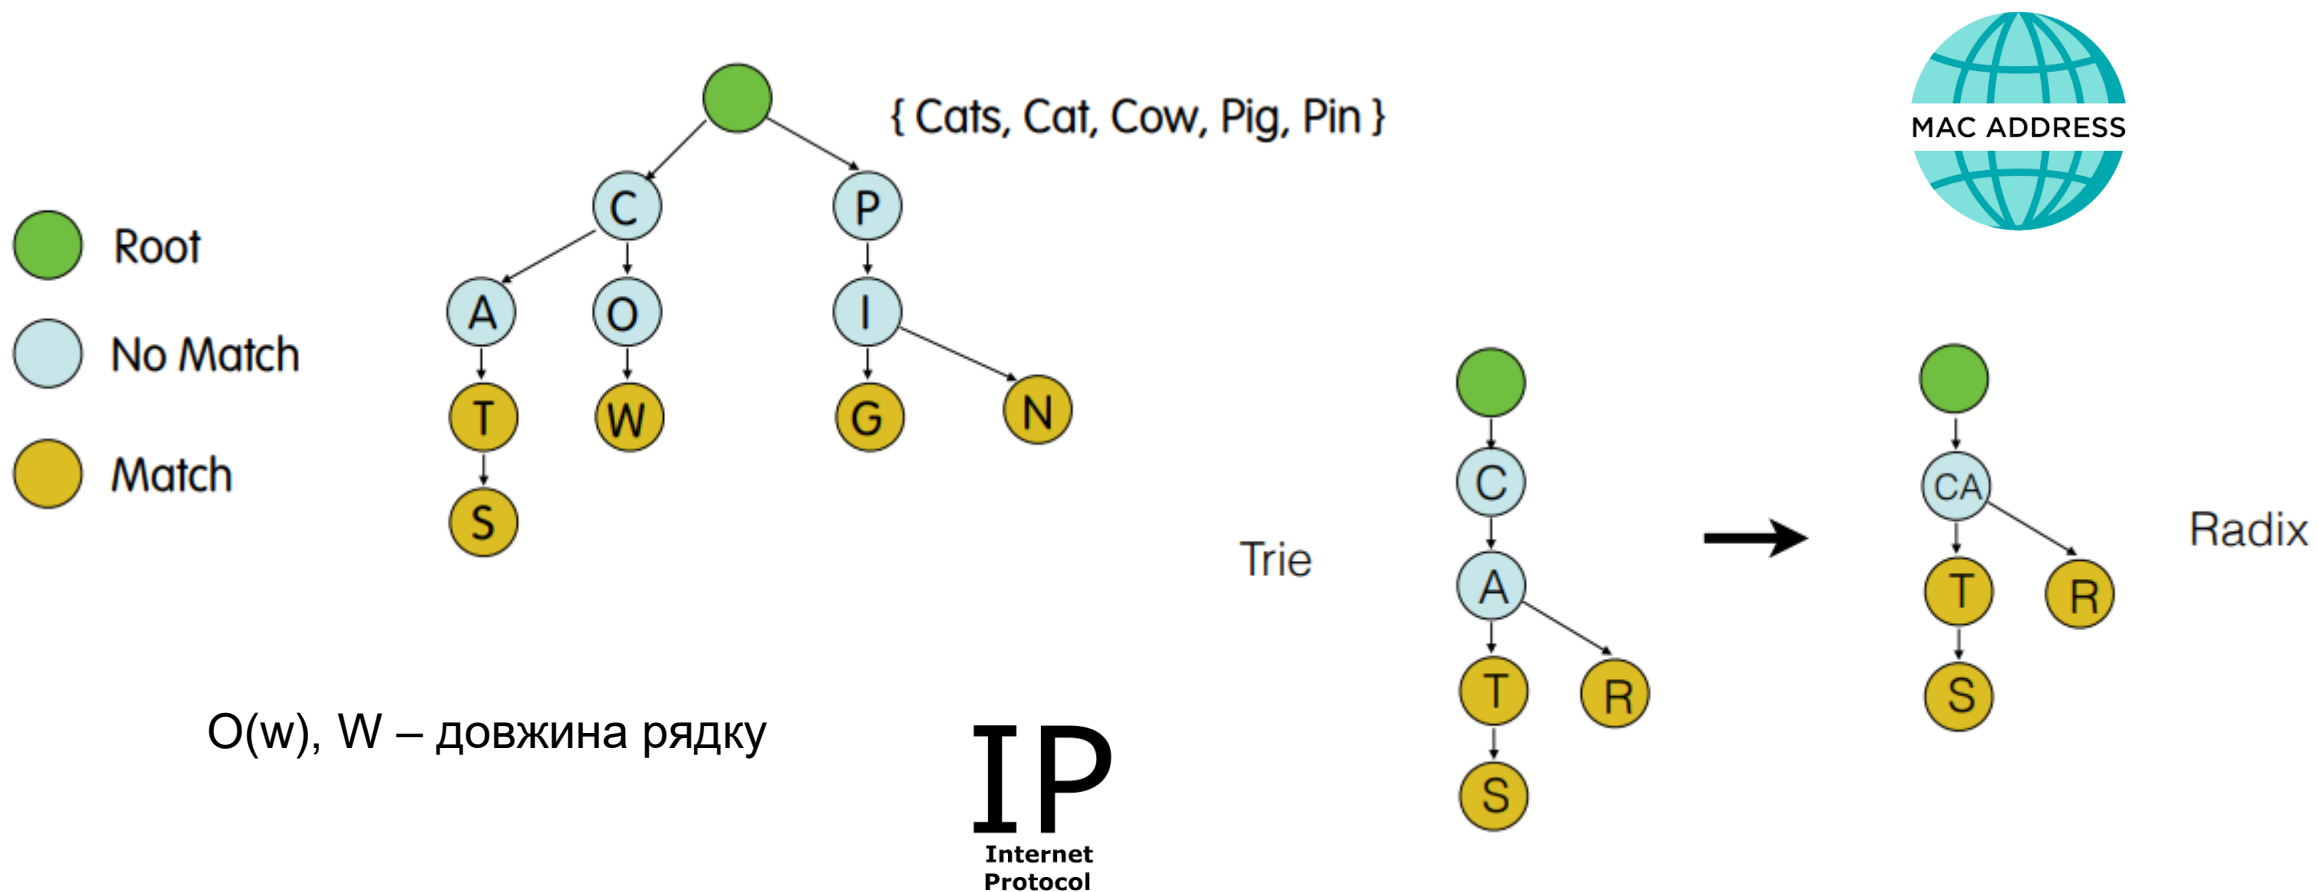 { Cats, Cat, Cow, Pig, Pin }
MAC ADDRESS
Root
No Match
Match
C
P
A
O
I
T
W
G
N
S
Trie
C
A
T
R
S
CA
T
R
S
Radix
O(w), W – довжина рядку
IP
Internet
Protocol